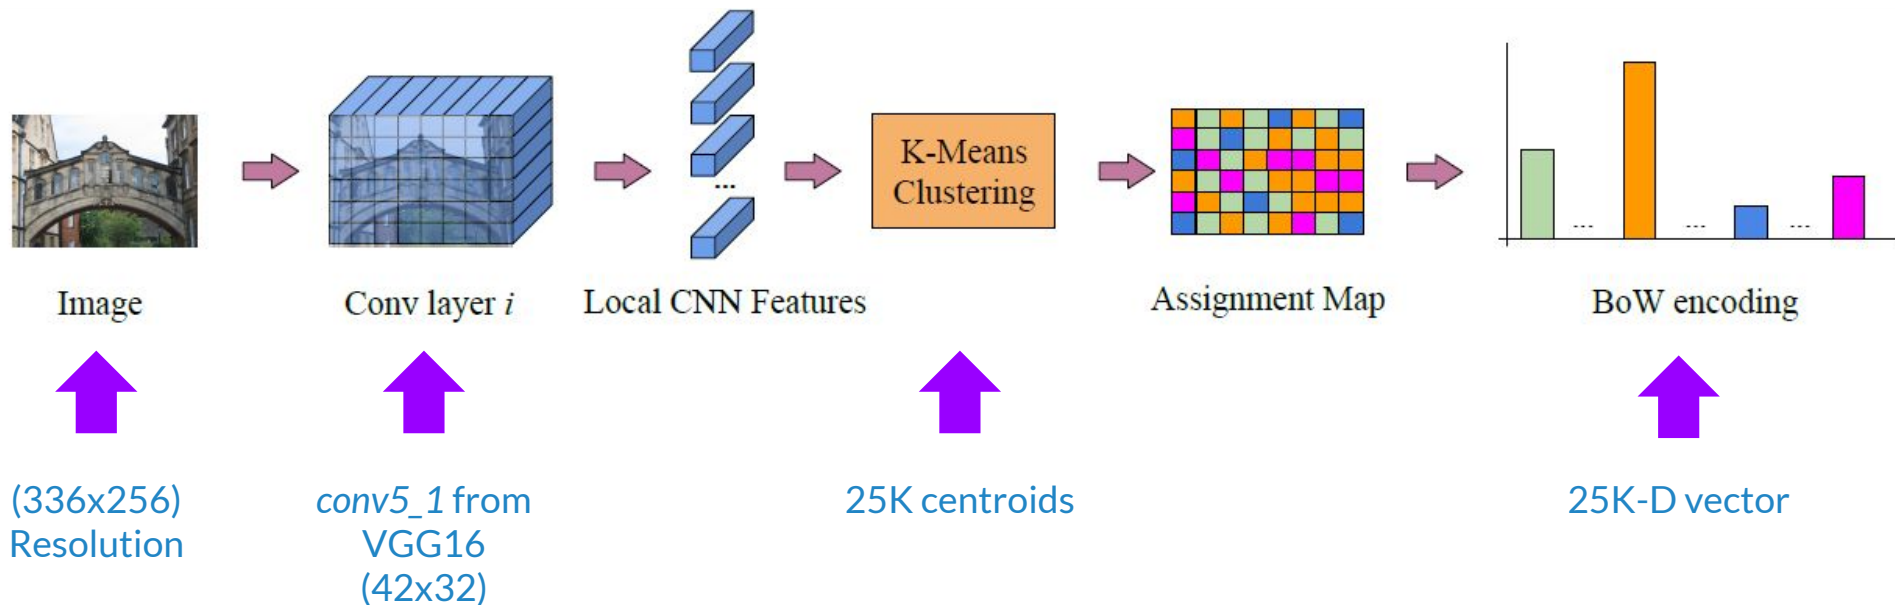 ...
K-Means
Clustering
...
...
...
Image
Conv layer i
Local CNN Features
Assignment Map
BoW encoding
(336x256)
Resolution
conv5_1 from
VGG16
(42x32)
25K centroids
25K-D vector